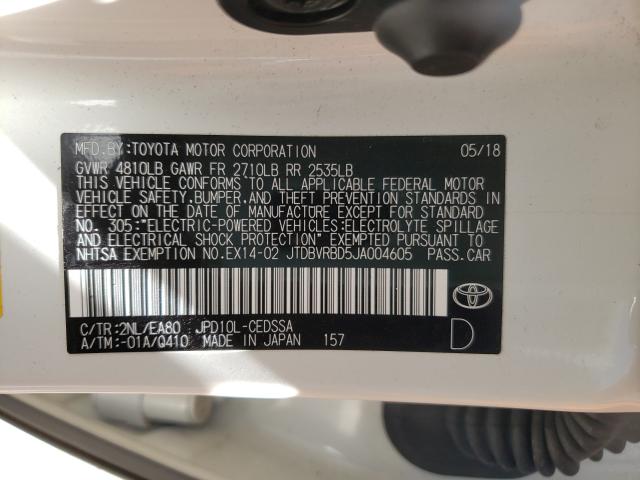 MFD.BY:TOYOTA MOTOR CORPORATION 05/18
GVWR 4810LB GAWR FR 2710LB RR 2535LB
THIS VEHICLE CONFORMS TO ALL APPLICABLE FEDERAL MOTOR
VEHICLE SAFETY,BUMPER,AND THEFT PREVENTION STANDARDS IN
EFFECT ON THE DATE OF MANUFACTURE EXCEPT FOR STANDARD
NO. 305:"ELECTRIC-POWERED VEHICLES:ELECTROLYTE SPILLAGE
AND ELECTRICAL SHOCK PROTECTION" EXEMPTED PURSUANT TO
NHTSA EXEMPTION NO.EX14-02 JTDBVRBD5JA004605 PASS.CAR
C/TR:2NL/EA80 JPD10L-CEDSSA
A/TM:-01A/Q410 MADE IN JAPAN 157
D